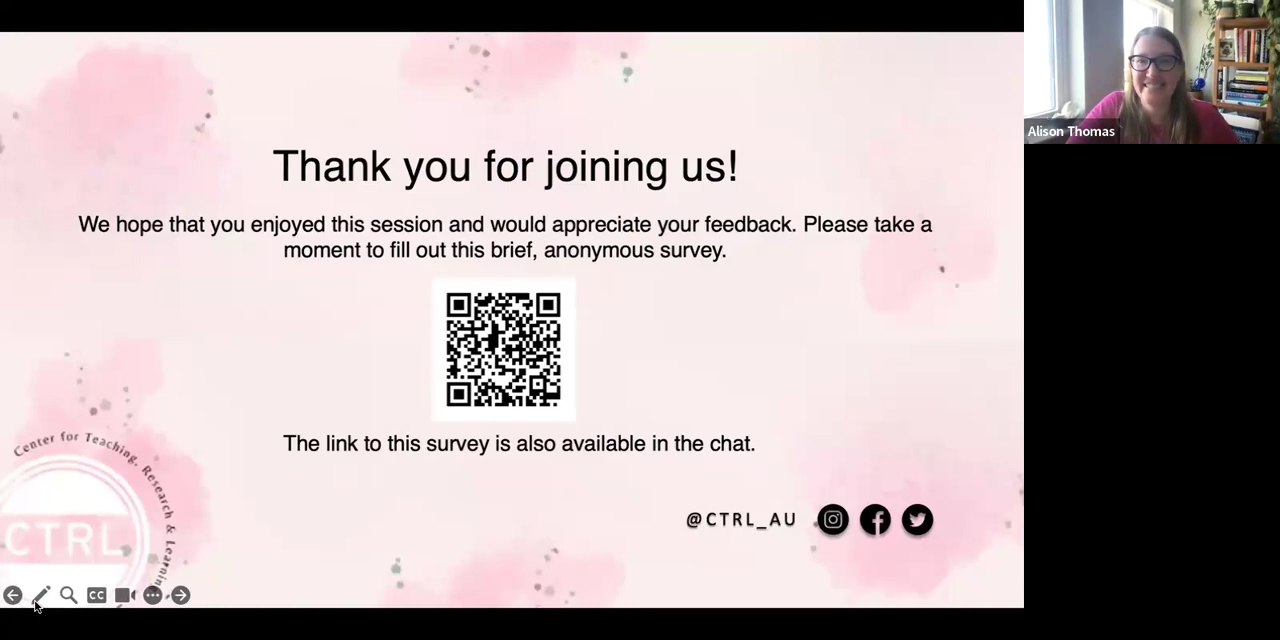 Thank you for joining us!
We hope that you enjoyed this session and would appreciate your feedback. Please take a
moment to fill out this brief, anonymous survey.
The link to this survey is also available in the chat.
@CTRL_AU
Center for Teaching, Research & Learning
CTRL
CC
Alison Thomas